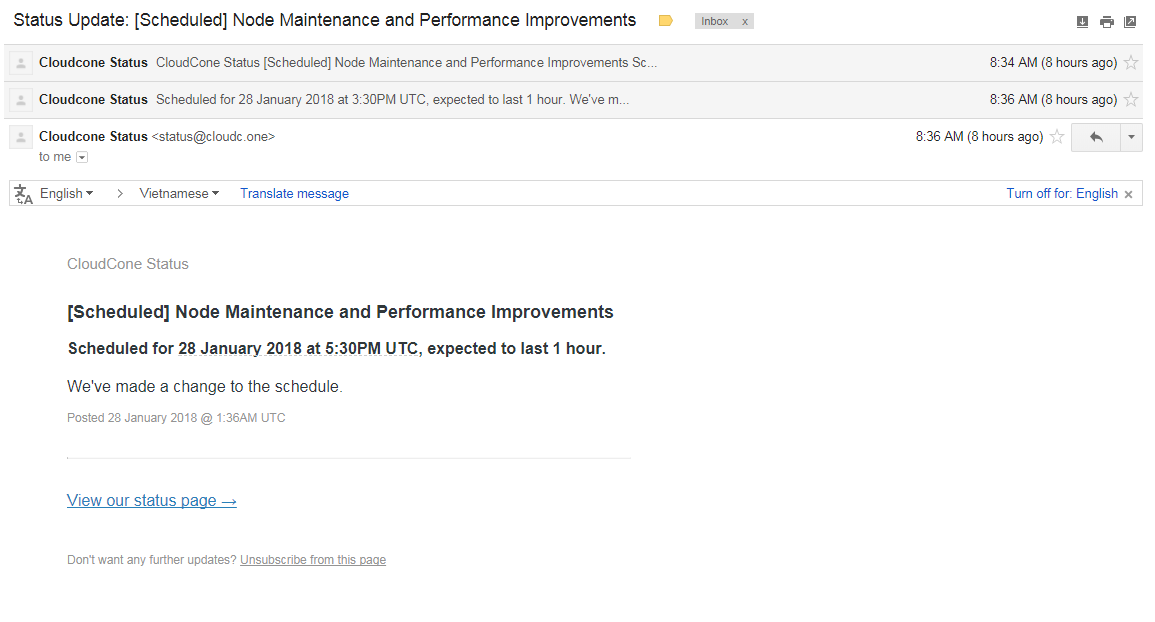 Status Update: [Scheduled] Node Maintenance and Performance Improvements Inbox x
Cloudcone Status CloudCone Status [Scheduled] Node Maintenance and Performance Improvements Sc... 8:34 AM (8 hours ago)
Cloudcone Status Scheduled for 28 January 2018 at 3:30PM UTC, expected to last 1 hour. We've m... 8:36 AM (8 hours ago)
Cloudcone Status <status@cloudc.one> 8:36 AM (8 hours ago)
to me
English > Vietnamese Translate message Turn off for: English x
CloudCone Status
[Scheduled] Node Maintenance and Performance Improvements
Scheduled for 28 January 2018 at 5:30PM UTC, expected to last 1 hour.
We've made a change to the schedule.
Posted 28 January 2018 @ 1:36AM UTC
View our status page →
Don't want any further updates? Unsubscribe from this page